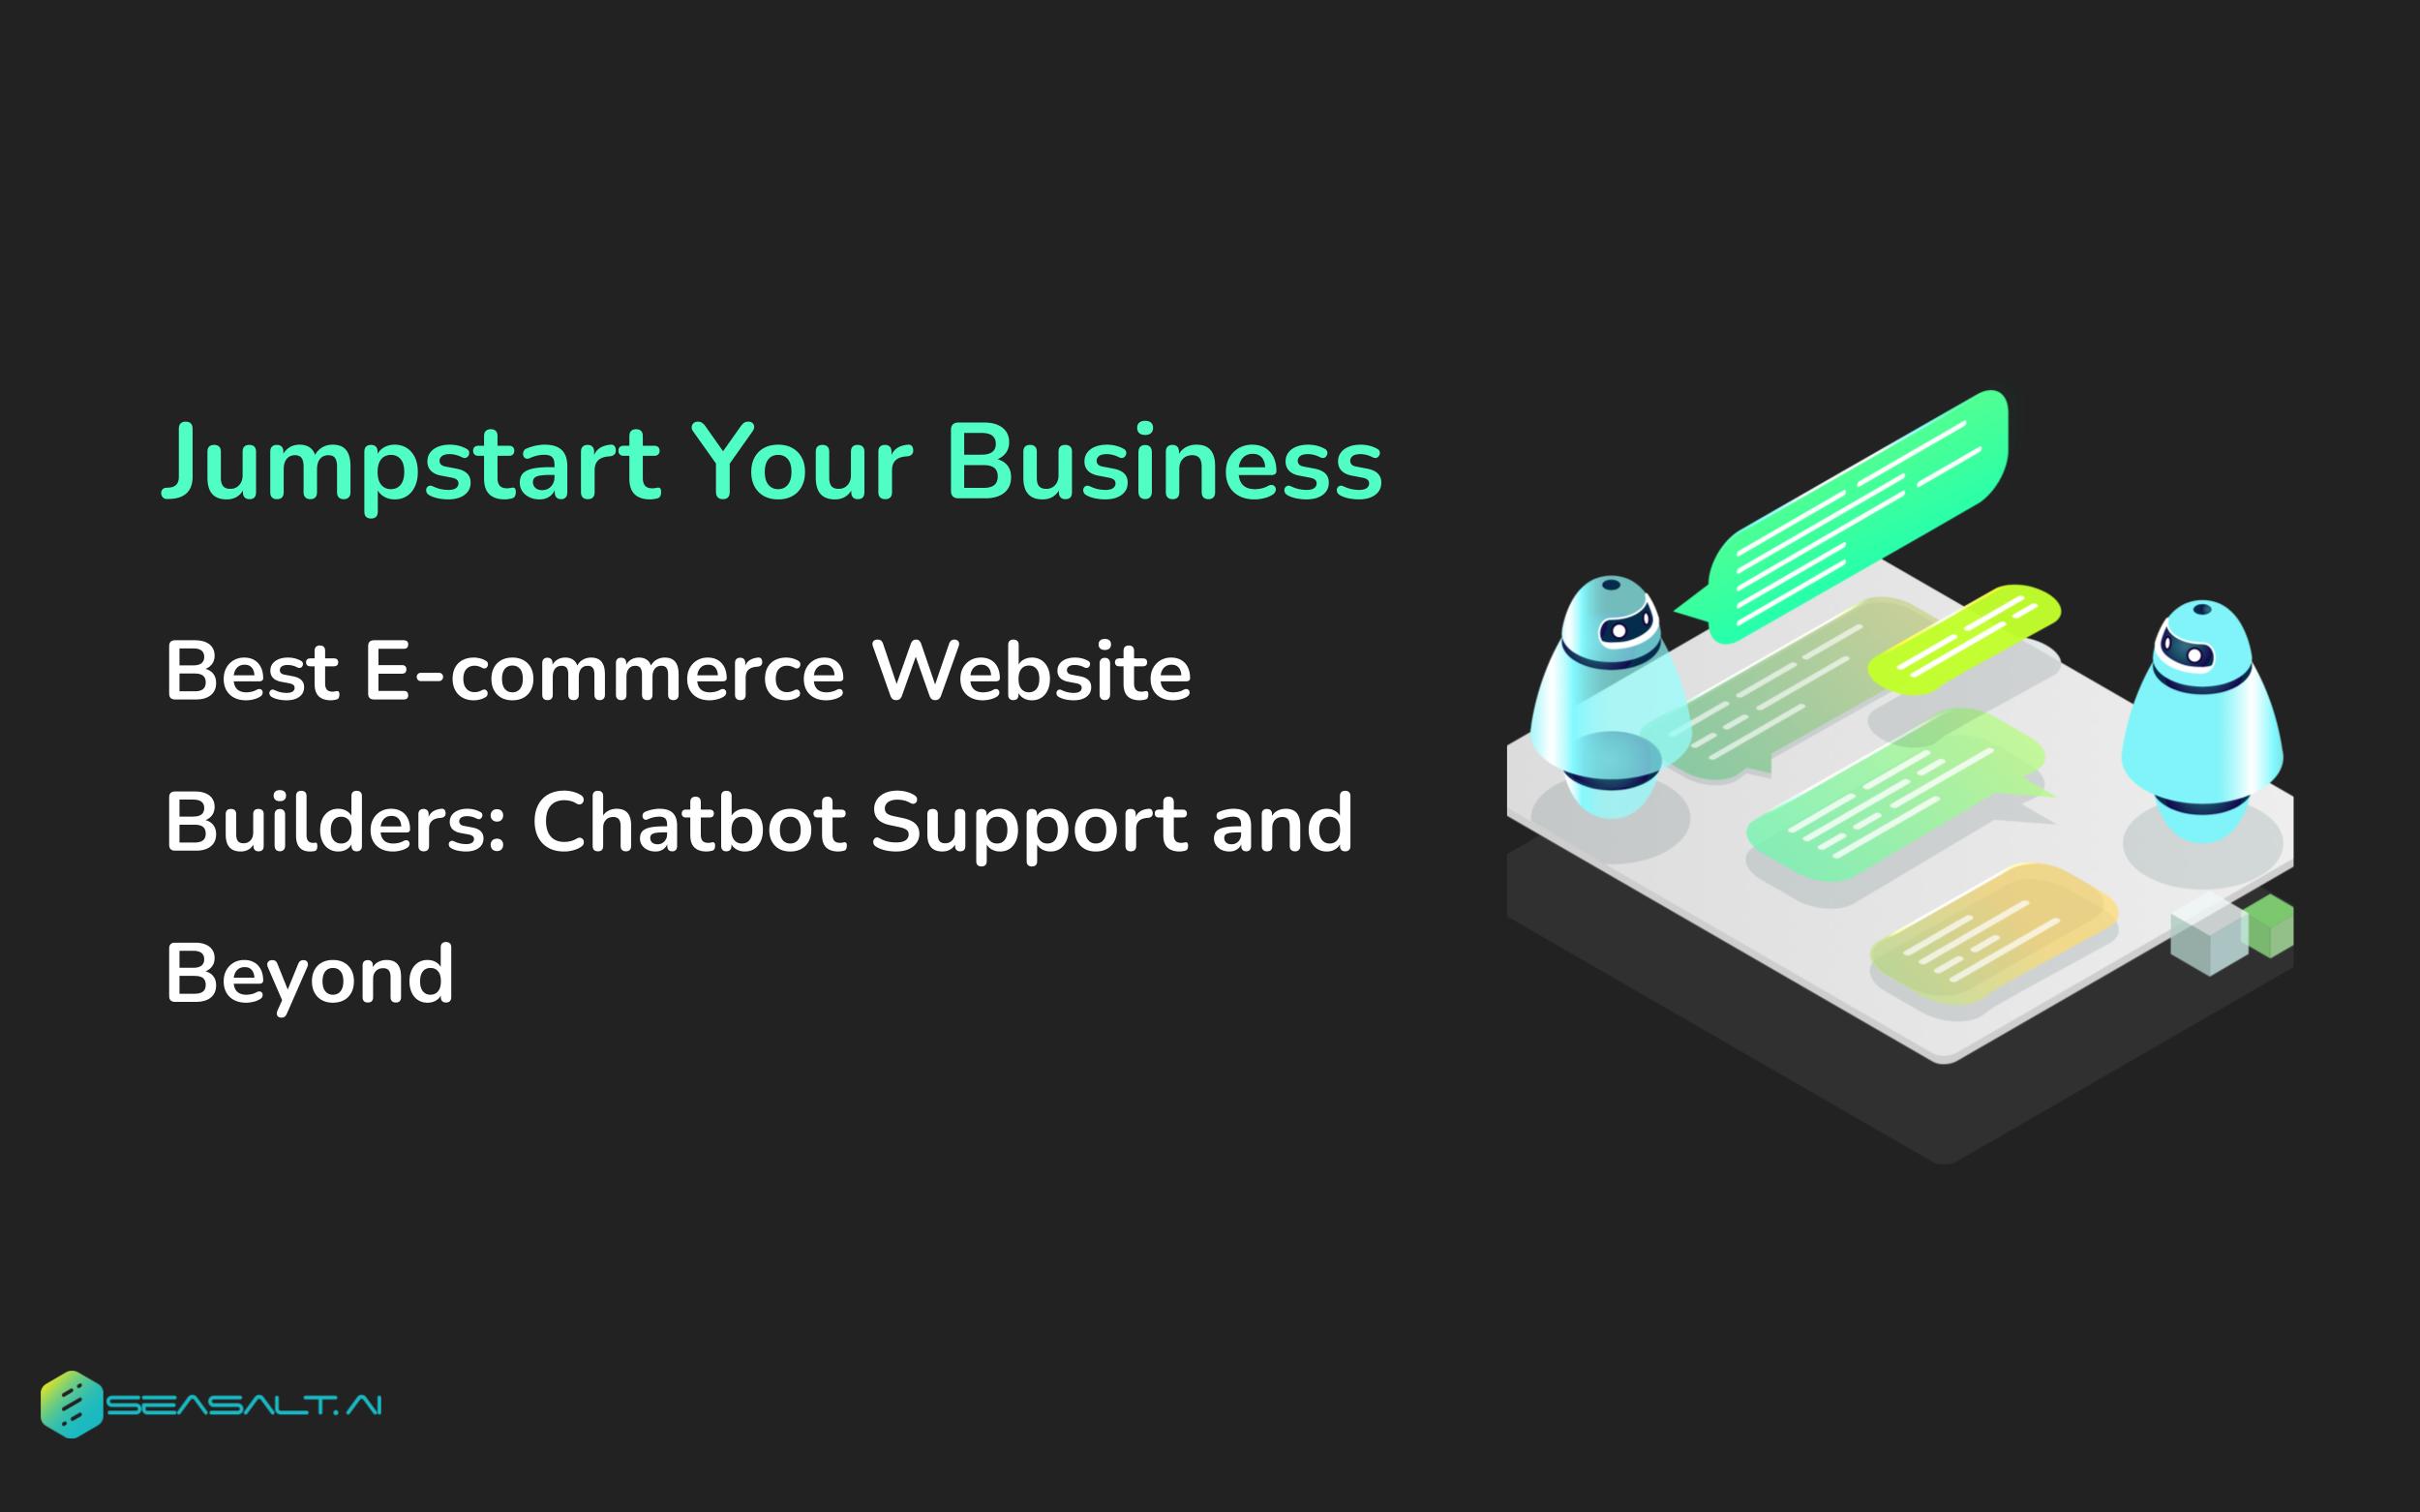 Jumpstart Your Business
Best E-commerce Website
Builders: Chatbot Support and
Beyond
SEASALT.AI